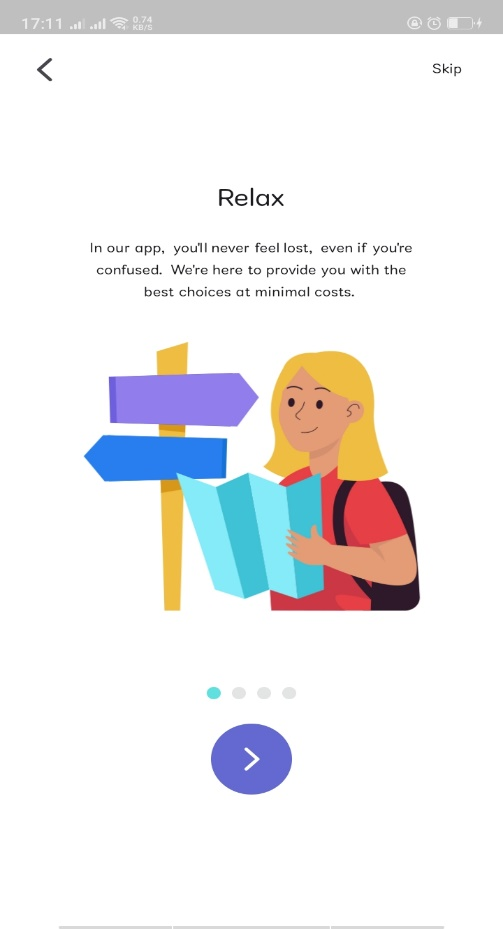 17:11 0.74 KB/S
Skip
Relax
In our app, you'll never feel lost, even if you're
confused. We're here to provide you with the
best choices at minimal costs.